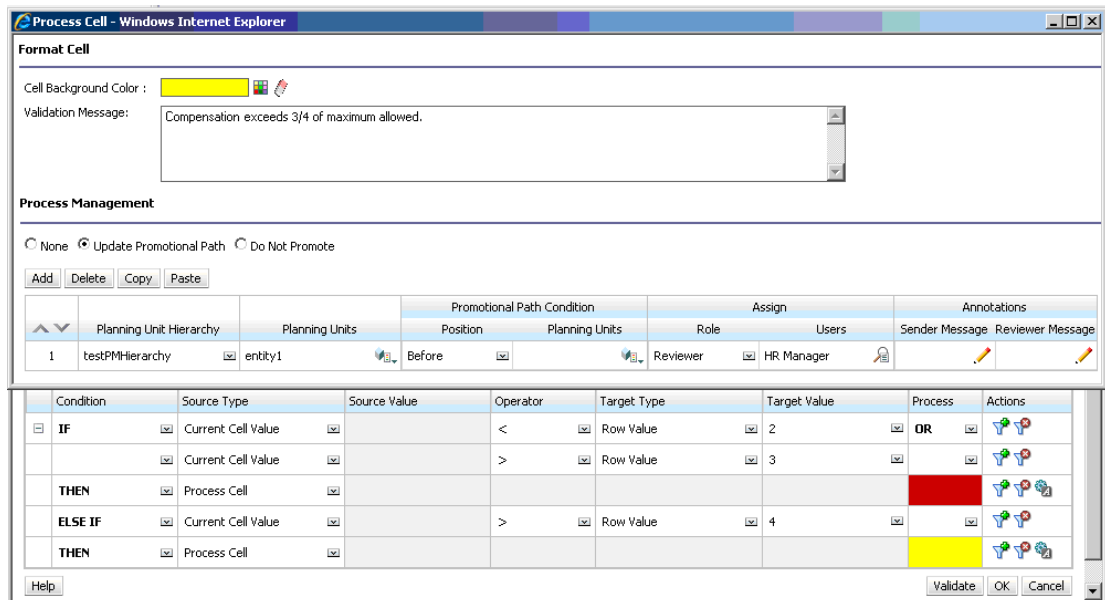 Process Cell - Windows Internet Explorer
Format Cell
Cell Background Color :
Validation Message:
Compensation exceeds 3/4 of maximum allowed.
Process Management
None Update Promotional Path Do Not Promote
Add Delete Copy Paste
Promotional Path Condition Assign Annotations
Planning Unit Hierarchy Planning Units Position Planning Units Role Users Sender Message Reviewer Message
1 testPMHierarchy entity1 Before Reviewer HR Manager
Condition Source Type Source Value Operator Target Type Target Value Process Actions
IF Current Cell Value < Row Value 2 OR
Current Cell Value > Row Value 3
THEN Process Cell
ELSE IF Current Cell Value > Row Value 4
THEN Process Cell
Help Validate OK Cancel